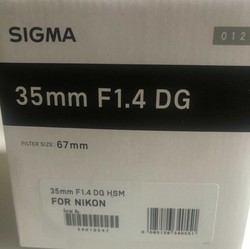 SIGMA
012
35mm F1.4 DG
FILTER SIZE: 67mm
35mm F1.4 DG HSM
FOR NIKON